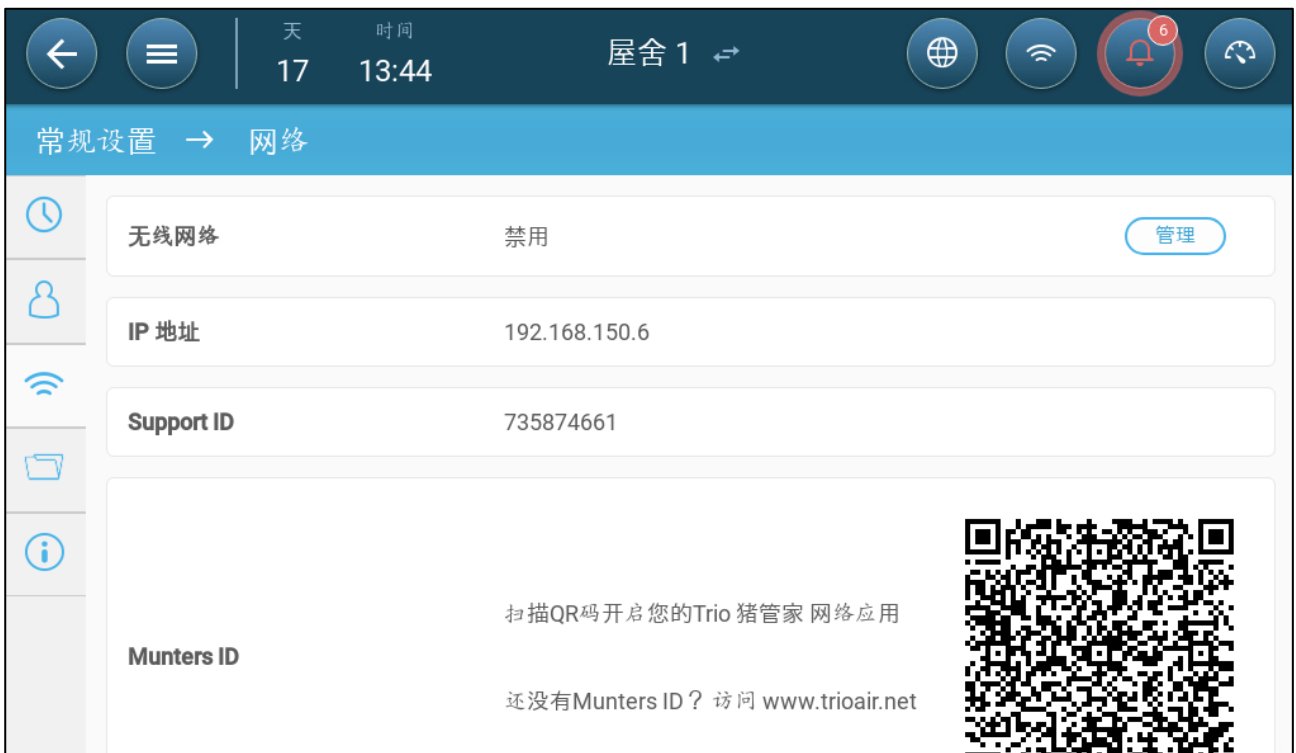 天 时间
17 13:44 屋舍 1 6
常规设置 → 网络
无线网络 禁用 管理
IP 地址 192.168.150.6
Support ID 735874661
扫描QR码开启您的Trio 猪管家 网络应用
Munters ID
还没有Munters ID？访问 www.trioair.net